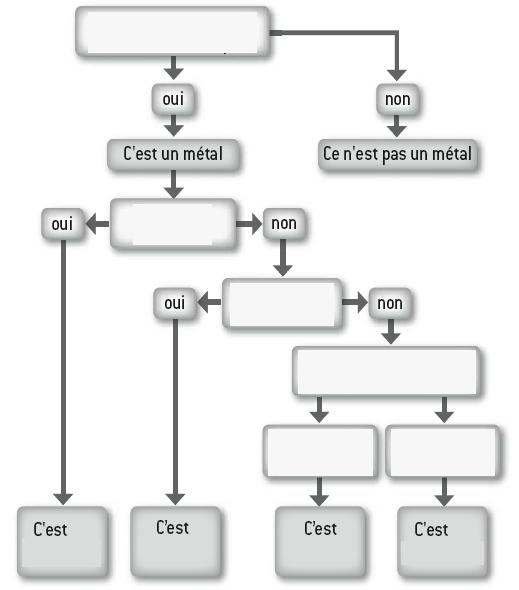 oui
non
C'est un métal
Ce n'est pas un métal
oui
non
oui
non
C'est
C'est
C'est
C'est